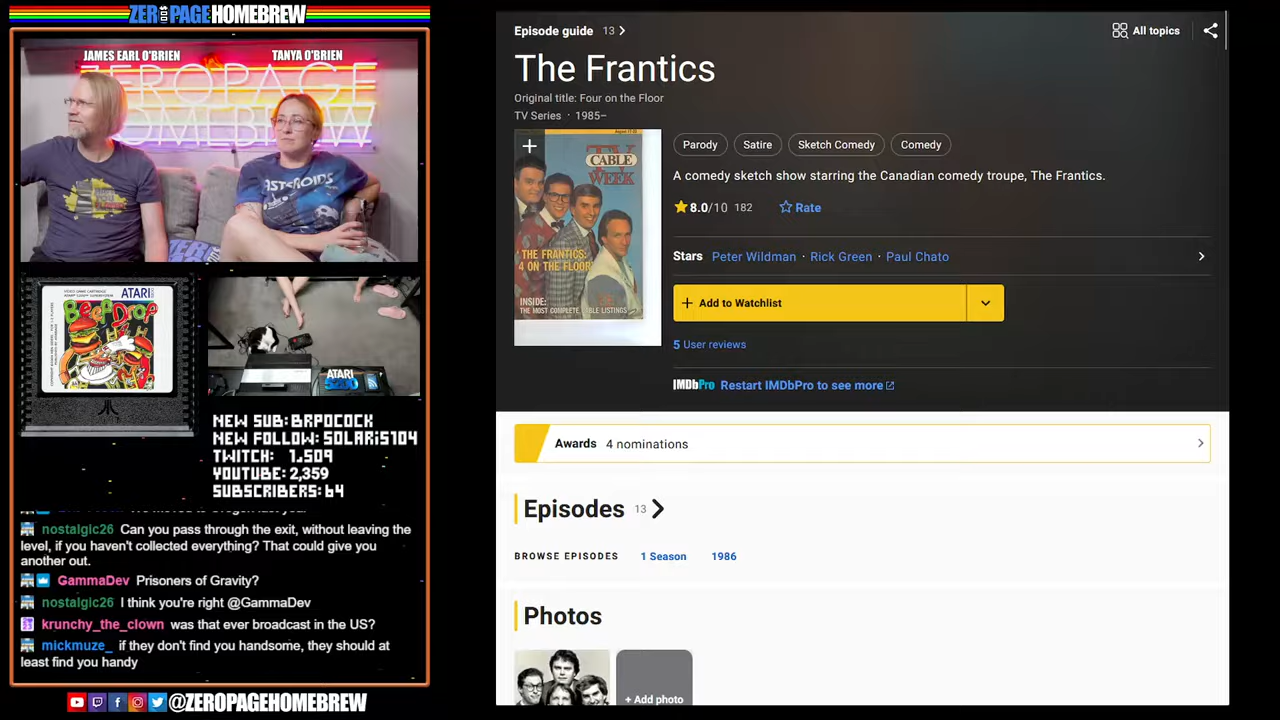 ZERO PAGE HOMEBREW
JAMES EARL O'BRIEN
TANYA O'BRIEN
ZEROPAGE
HOMEBREW
ASTEROIDS
ATARI
BEEFDROP
ATARI
5200
NEW SUB: BRPOCOCK
NEW FOLLOW: SOLARIS104
TWITCH: 1,509
YOUTUBE: 2,359
SUBSCRIBERS: 64
nostalgic26 Can you pass through the exit, without leaving the
level, if you haven't collected everything? That could give you
another out.
GammaDev Prisoners of Gravity?
nostalgic26 I think you're right @GammaDev
krunchy_the_clown was that ever broadcast in the US?
mickmuze_ if they don't find you handsome, they should at
least find you handy
@ZEROPAGEHOMEBREW
Episode guide 13
All topics
The Frantics
Original title: Four on the Floor
TV Series · 1985–
CABLE
WEEK
THE FRANTICS:
4 ON THE FLOOR
INSIDE:
THE MOST COMPLETE CABLE LISTINGS
Parody
Satire
Sketch Comedy
Comedy
A comedy sketch show starring the Canadian comedy troupe, The Frantics.
8.0/10 182
Rate
Stars Peter Wildman · Rick Green · Paul Chato
+ Add to Watchlist
5 User reviews
IMDbPro Restart IMDbPro to see more
Awards 4 nominations
Episodes 13
BROWSE EPISODES 1 Season 1986
Photos
+ Add photo